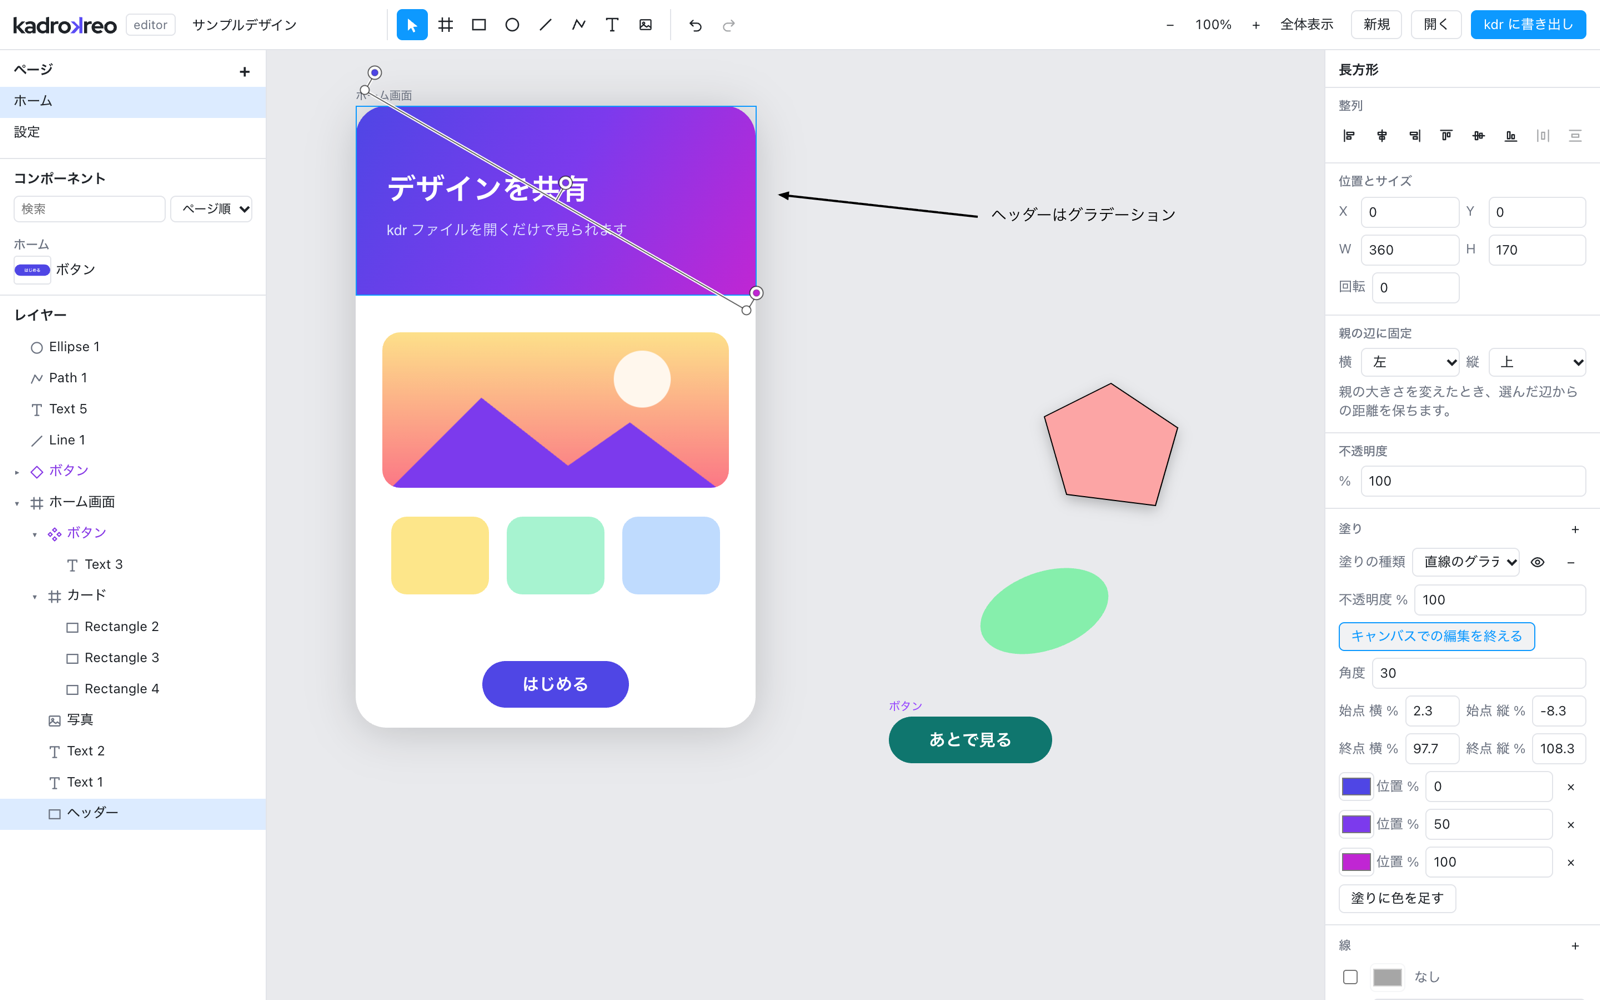 kadrokreo editor サンプルデザイン
− 100% + 全体表示 新規 開く kdr に書き出し
ページ +
ホーム
設定
コンポーネント
検索 ページ順
ホーム
はじめる ボタン
レイヤー
Ellipse 1
Path 1
Text 5
Line 1
ボタン
ホーム画面
ボタン
Text 3
カード
Rectangle 2
Rectangle 3
Rectangle 4
写真
Text 2
Text 1
ヘッダー
ホーム画面
デザインを共有
kdr ファイルを開くだけで見られます
ヘッダーはグラデーション
はじめる
ボタン
あとで見る
長方形
整列
位置とサイズ
X 0 Y 0
W 360 H 170
回転 0
親の辺に固定
横 左 縦 上
親の大きさを変えたとき、選んだ辺から
の距離を保ちます。
不透明度
% 100
塗り +
塗りの種類 直線のグラデ −
不透明度 % 100
キャンバスでの編集を終える
角度 30
始点 横 % 2.3 始点 縦 % -8.3
終点 横 % 97.7 終点 縦 % 108.3
位置 % 0 ×
位置 % 50 ×
位置 % 100 ×
塗りに色を足す
線 +
なし